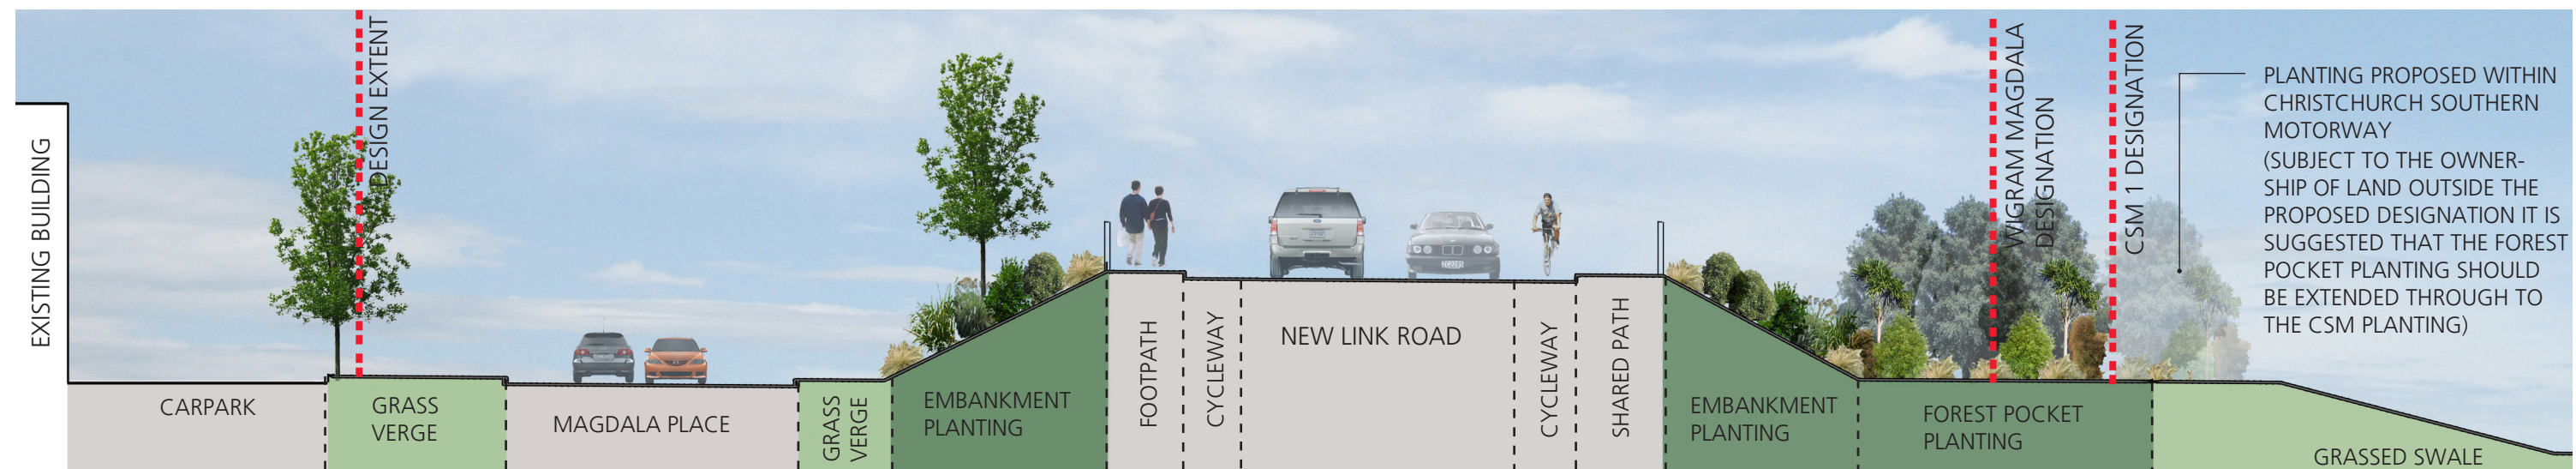 EXISTING BUILDING
DESIGN EXTENT
WIGRAM MAGDALA
DESIGNATION
CSM 1 DESIGNATION
PLANTING PROPOSED WITHIN
CHRISTCHURCH SOUTHERN
MOTORWAY
(SUBJECT TO THE OWNER-
SHIP OF LAND OUTSIDE THE
PROPOSED DESIGNATION IT IS
SUGGESTED THAT THE FOREST
POCKET PLANTING SHOULD
BE EXTENDED THROUGH TO
THE CSM PLANTING)
CARPARK
GRASS
VERGE
MAGDALA PLACE
GRASS
VERGE
EMBANKMENT
PLANTING
FOOTPATH
CYCLEWAY
NEW LINK ROAD
CYCLEWAY
SHARED PATH
EMBANKMENT
PLANTING
FOREST POCKET
PLANTING
GRASSED SWALE